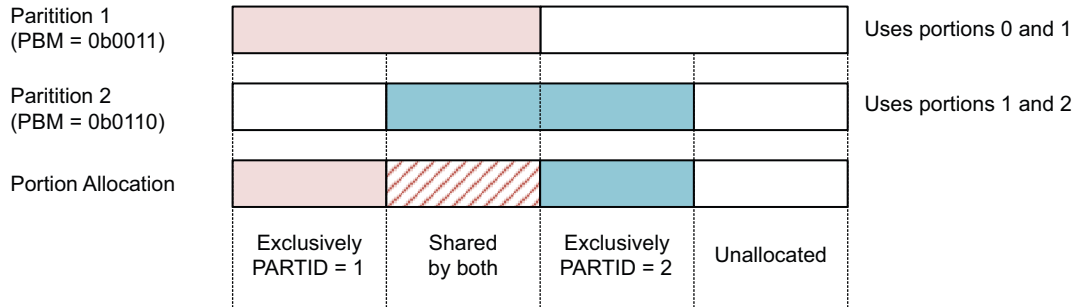 Paritition 1
(PBM = 0b0011)
Uses portions 0 and 1
Paritition 2
(PBM = 0b0110)
Uses portions 1 and 2
Portion Allocation
Exclusively
PARTID = 1
Shared
by both
Exclusively
PARTID = 2
Unallocated